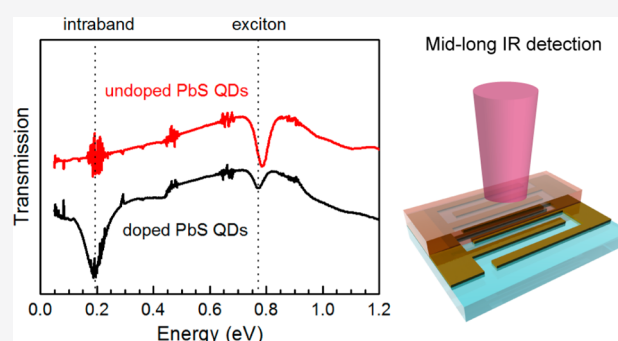 intraband
exciton
Mid-long IR detection
undoped PbS QDs
Transmission
doped PbS QDs
0.0 0.2 0.4 0.6 0.8 1.0 1.2
Energy (eV)